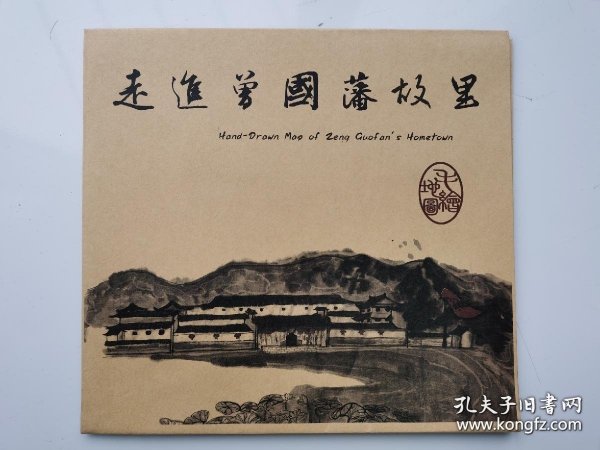 走進曾國藩故里
Hand-Drawn Map of Zeng Guofan's Hometown
手繪
地圖
孔夫子旧书网
www.kongfz.com